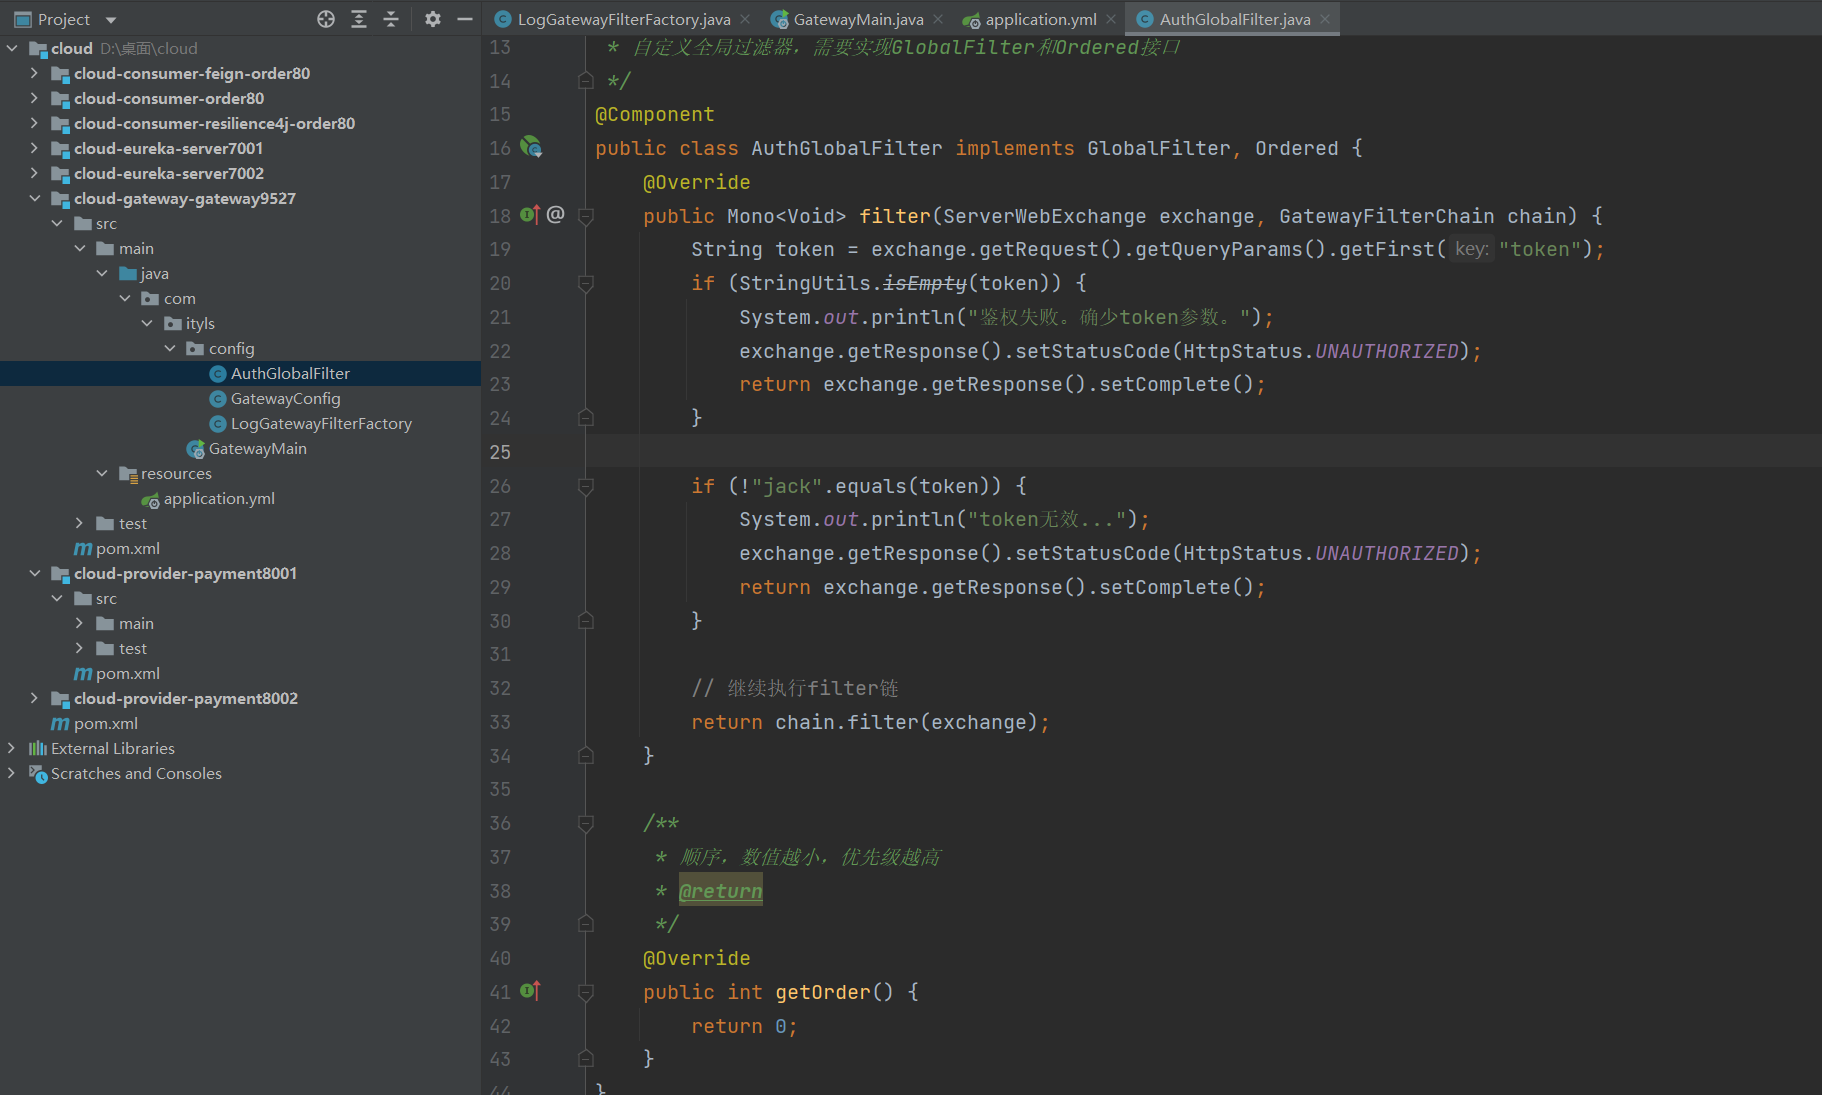 Project
cloud D:\桌面\cloud
cloud-consumer-feign-order80
cloud-consumer-order80
cloud-consumer-resilience4j-order80
cloud-eureka-server7001
cloud-eureka-server7002
cloud-gateway-gateway9527
src
main
java
com
ityls
config
AuthGlobalFilter
GatewayConfig
LogGatewayFilterFactory
GatewayMain
resources
application.yml
test
pom.xml
cloud-provider-payment8001
src
main
test
pom.xml
cloud-provider-payment8002
pom.xml
External Libraries
Scratches and Consoles
LogGatewayFilterFactory.java GatewayMain.java application.yml AuthGlobalFilter.java
13 * 自定义全局过滤器，需要实现GlobalFilter和Ordered接口
14 */
15 @Component
16 public class AuthGlobalFilter implements GlobalFilter, Ordered {
17 @Override
18 public Mono<Void> filter(ServerWebExchange exchange, GatewayFilterChain chain) {
19 String token = exchange.getRequest().getQueryParams().getFirst( key: "token");
20 if (StringUtils.isEmpty(token)) {
21 System.out.println("鉴权失败。确少token参数。");
22 exchange.getResponse().setStatusCode(HttpStatus.UNAUTHORIZED);
23 return exchange.getResponse().setComplete();
24 }
25
26 if (!"jack".equals(token)) {
27 System.out.println("token无效...");
28 exchange.getResponse().setStatusCode(HttpStatus.UNAUTHORIZED);
29 return exchange.getResponse().setComplete();
30 }
31
32 // 继续执行filter链
33 return chain.filter(exchange);
34 }
35
36 /**
37 * 顺序，数值越小，优先级越高
38 * @return
39 */
40 @Override
41 public int getOrder() {
42 return 0;
43 }
44 }